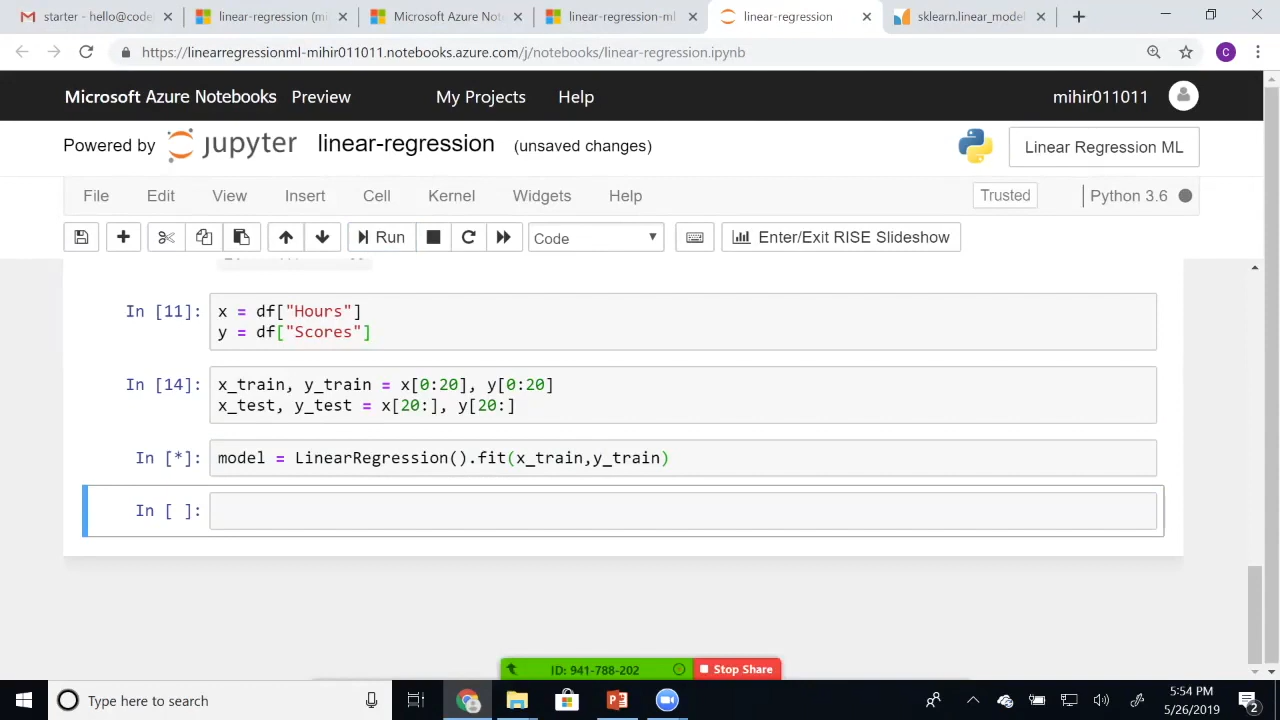 starter - hello@code
linear-regression (mi
Microsoft Azure Not
linear-regression-ml
linear-regression
sklearn.linear_model
https://linearregressionml-mihir011011.notebooks.azure.com/j/notebooks/linear-regression.ipynb
C
Microsoft Azure Notebooks Preview My Projects Help mihir011011
Powered by jupyter linear-regression (unsaved changes) Linear Regression ML
File Edit View Insert Cell Kernel Widgets Help Trusted Python 3.6
Run Code Enter/Exit RISE Slideshow
In [11]: x = df["Hours"]
y = df["Scores"]
In [14]: x_train, y_train = x[0:20], y[0:20]
x_test, y_test = x[20:], y[20:]
In [*]: model = LinearRegression().fit(x_train,y_train)
In [ ]:
ID: 941-788-202 Stop Share
Type here to search
5:54 PM
5/26/2019
2